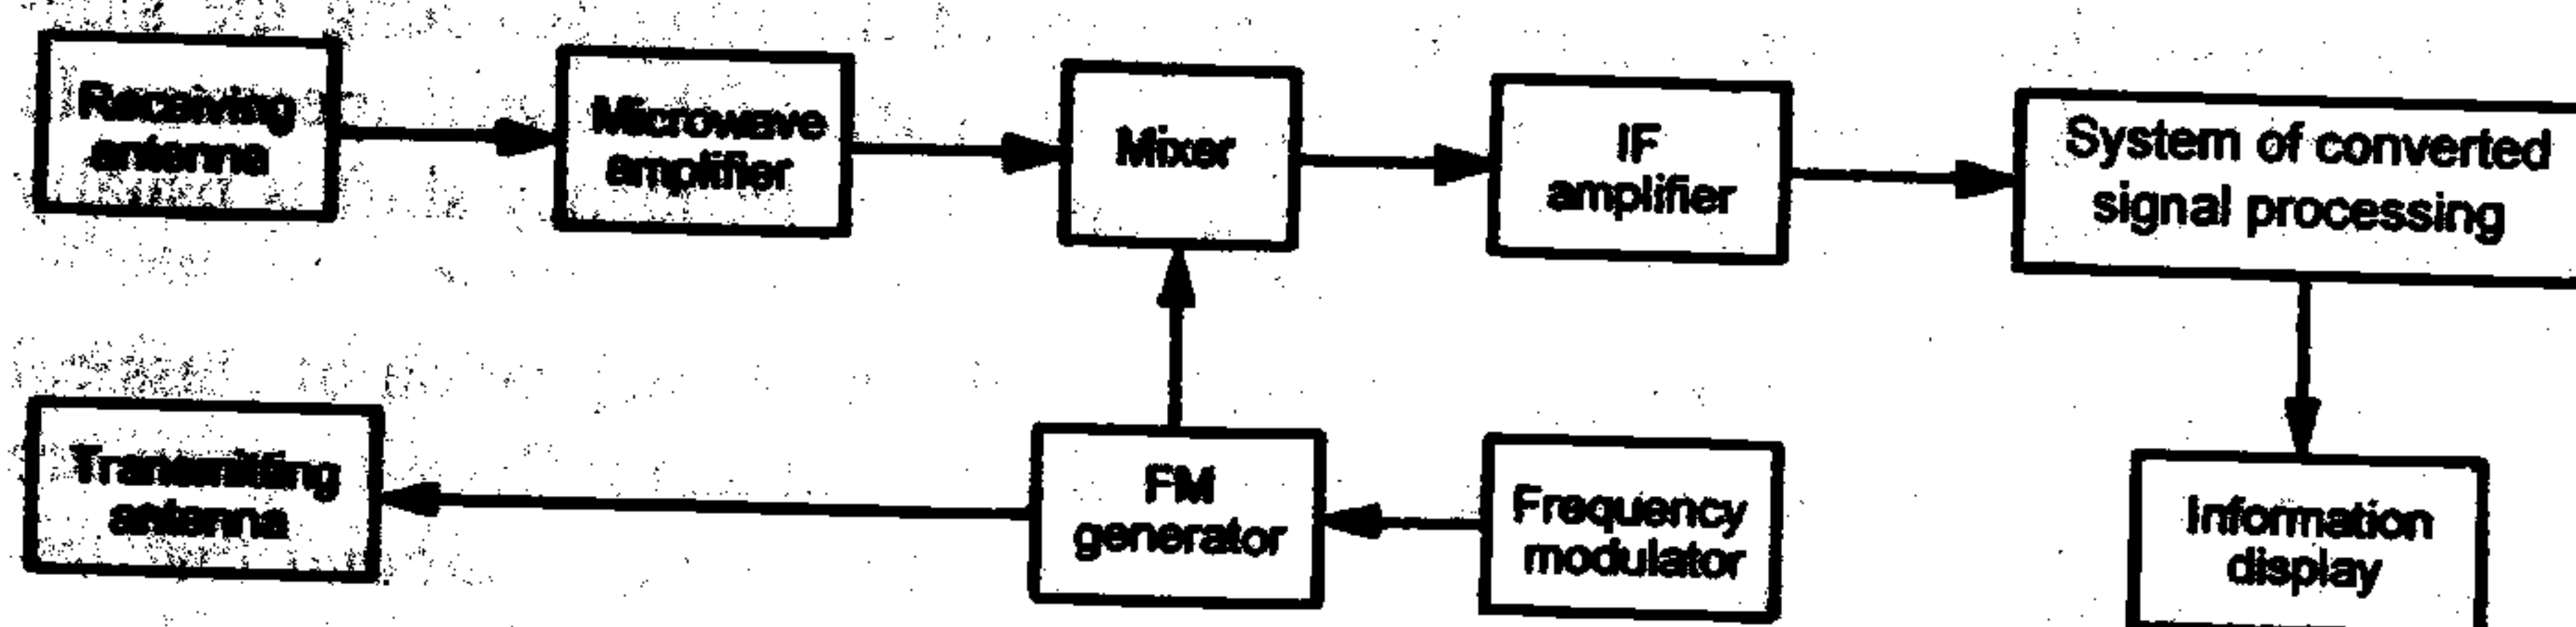 Receiving
antenna
Microwave
amplifier
Mixer
IF
amplifier
System of converted
signal processing
Transmitting
antenna
FM
generator
Frequency
modulator
Information
display